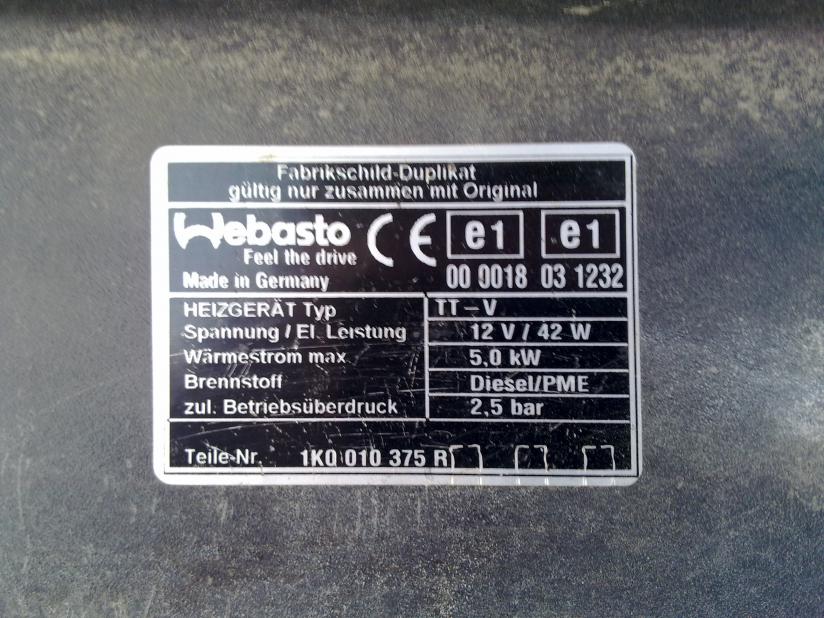 Fabrikschild-Duplikat
gültig nur zusammen mit Original
Webasto CE e1 e1
Feel the drive
Made in Germany 00 0018 03 1232
HEIZGERÄT Typ TT – V
Spannung / El. Leistung 12 V / 42 W
Wärmestrom max 5,0 kW
Brennstoff Diesel/PME
zul. Betriebsüberdruck 2,5 bar
Teile-Nr. 1K0 010 375 R